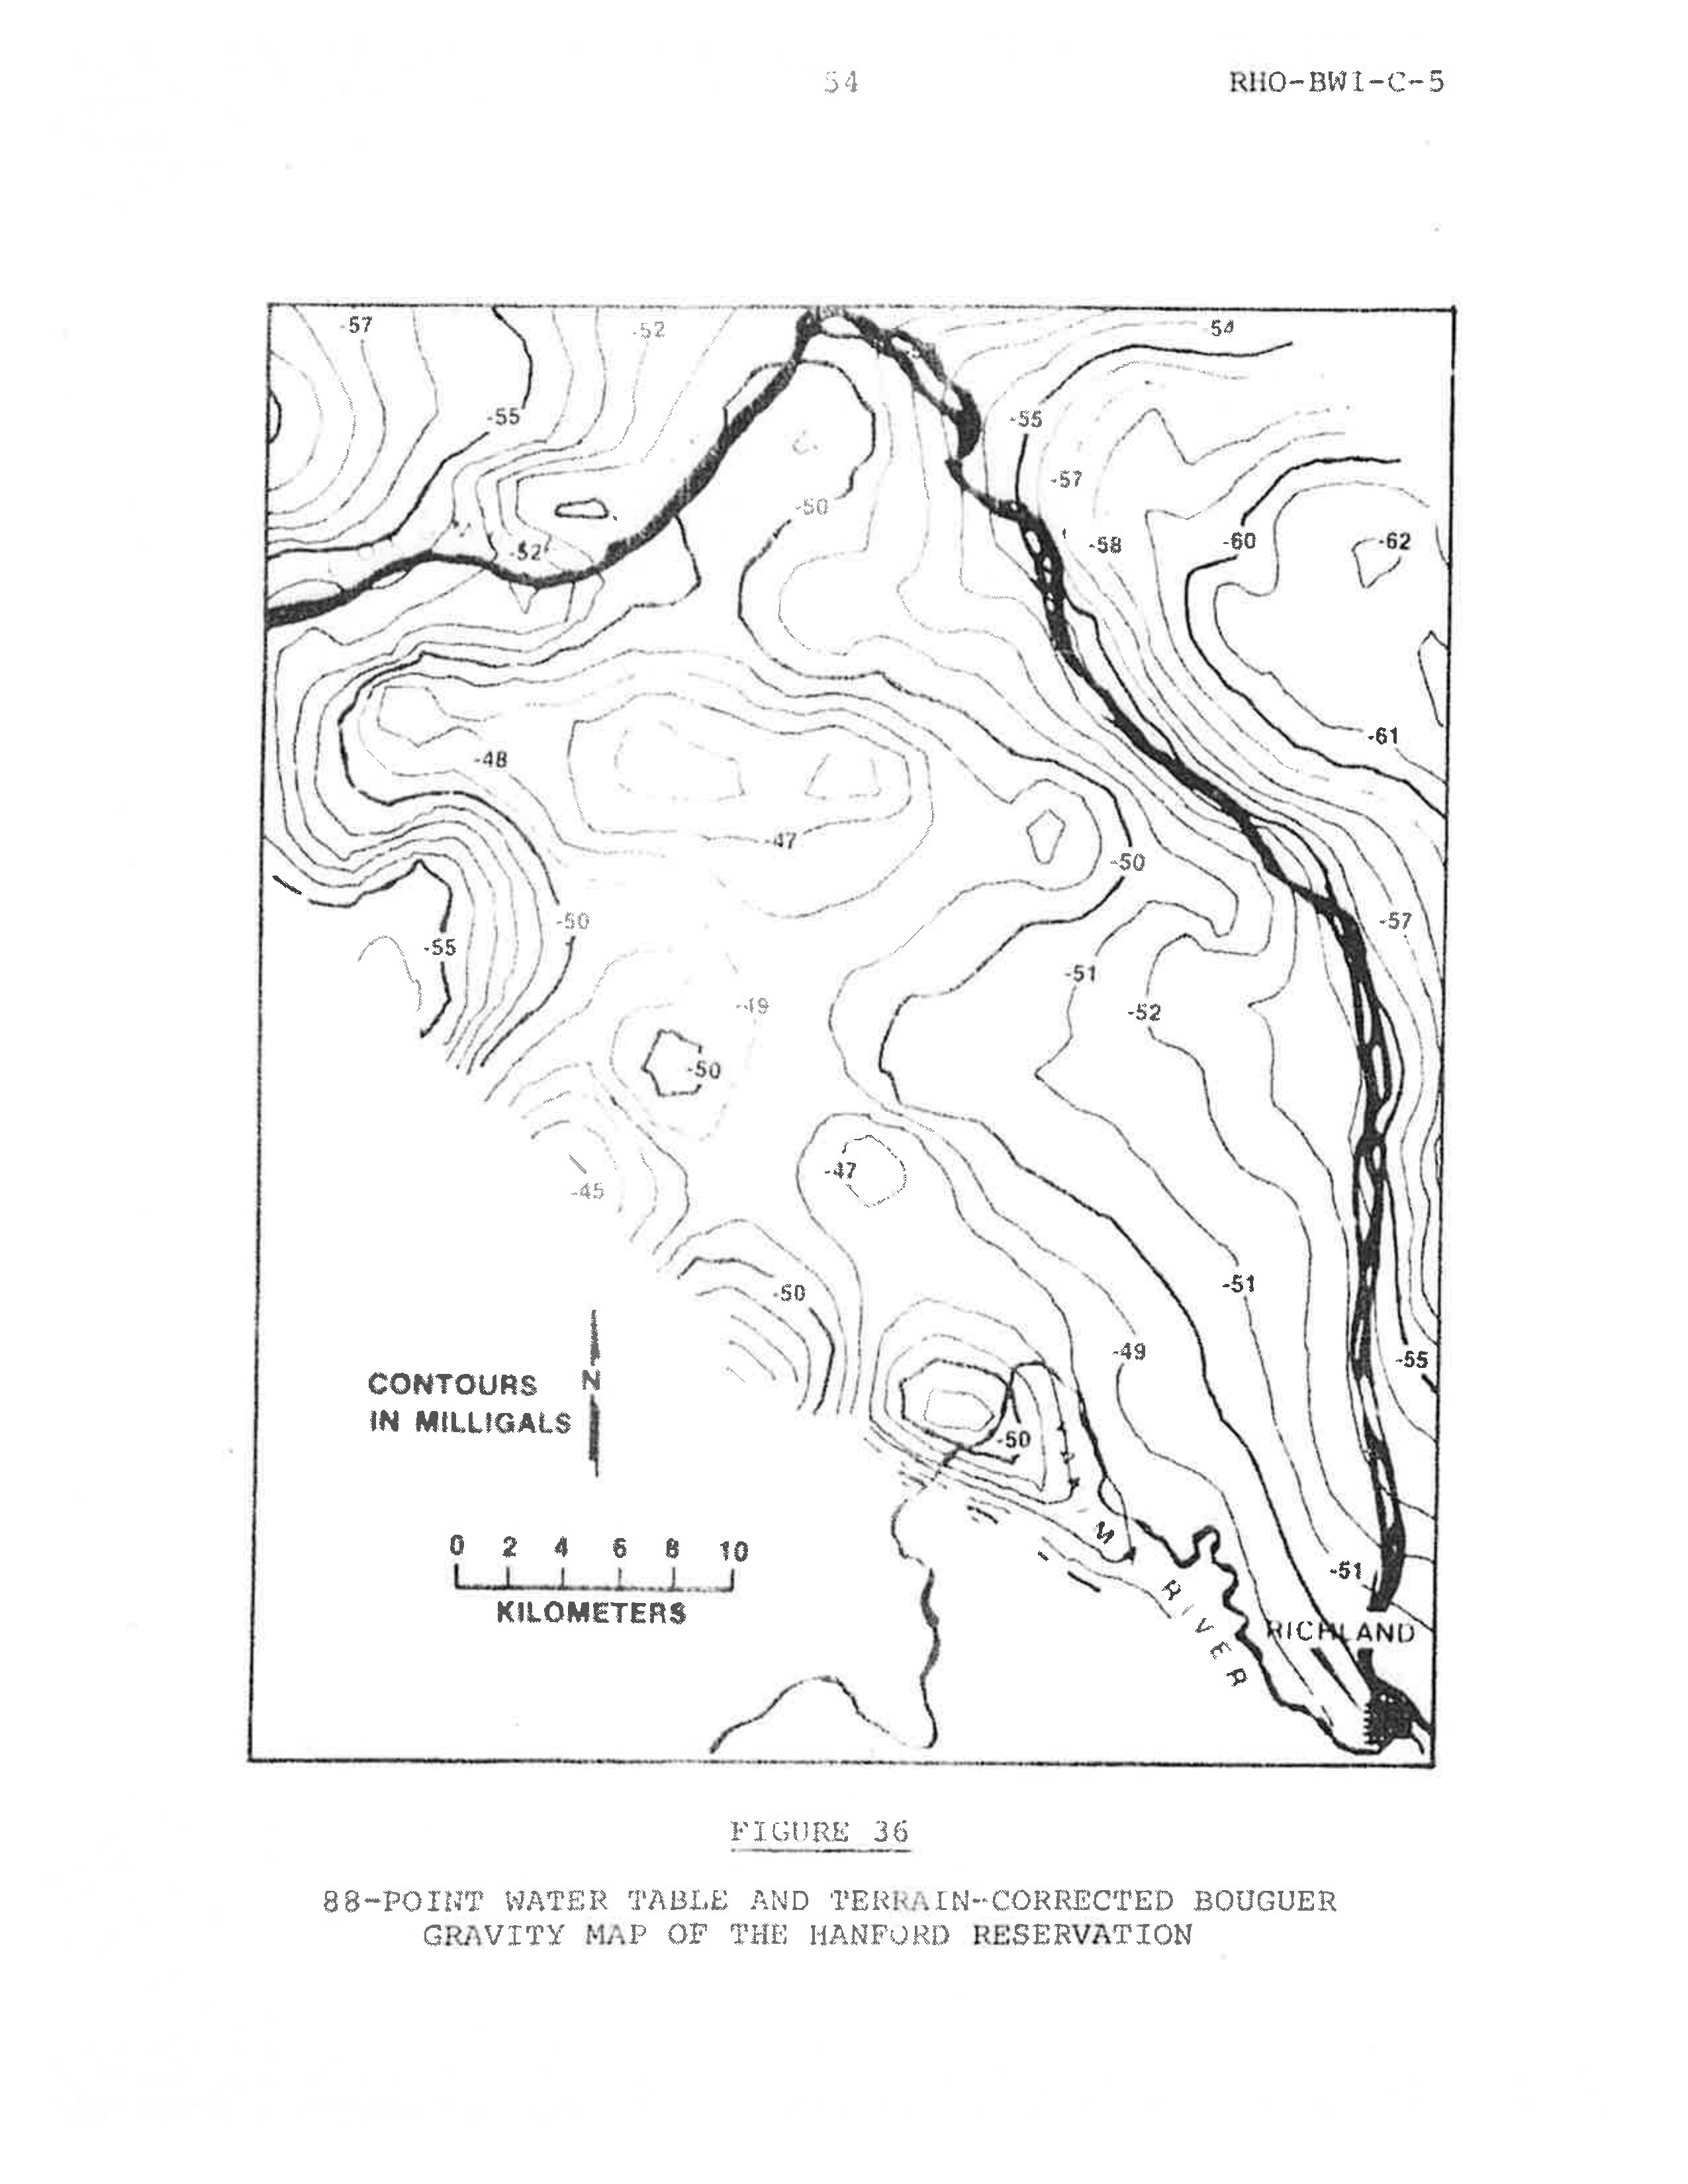 54
RHO-BWI-C-5
-57
-52
-54
-55
-55
-57
-50
-52
-58
-60
-62
-61
-48
-47
-50
-50
-57
-55
-51
-49
-52
-50
-47
-45
-51
-50
-49
-55
CONTOURS
N
IN MILLIGALS
-50
0 2 4 6 8 10
KILOMETERS
-51
RIVER
RICHLAND
FIGURE 36
88-POINT WATER TABLE AND TERRAIN-CORRECTED BOUGUER
GRAVITY MAP OF THE HANFORD RESERVATION